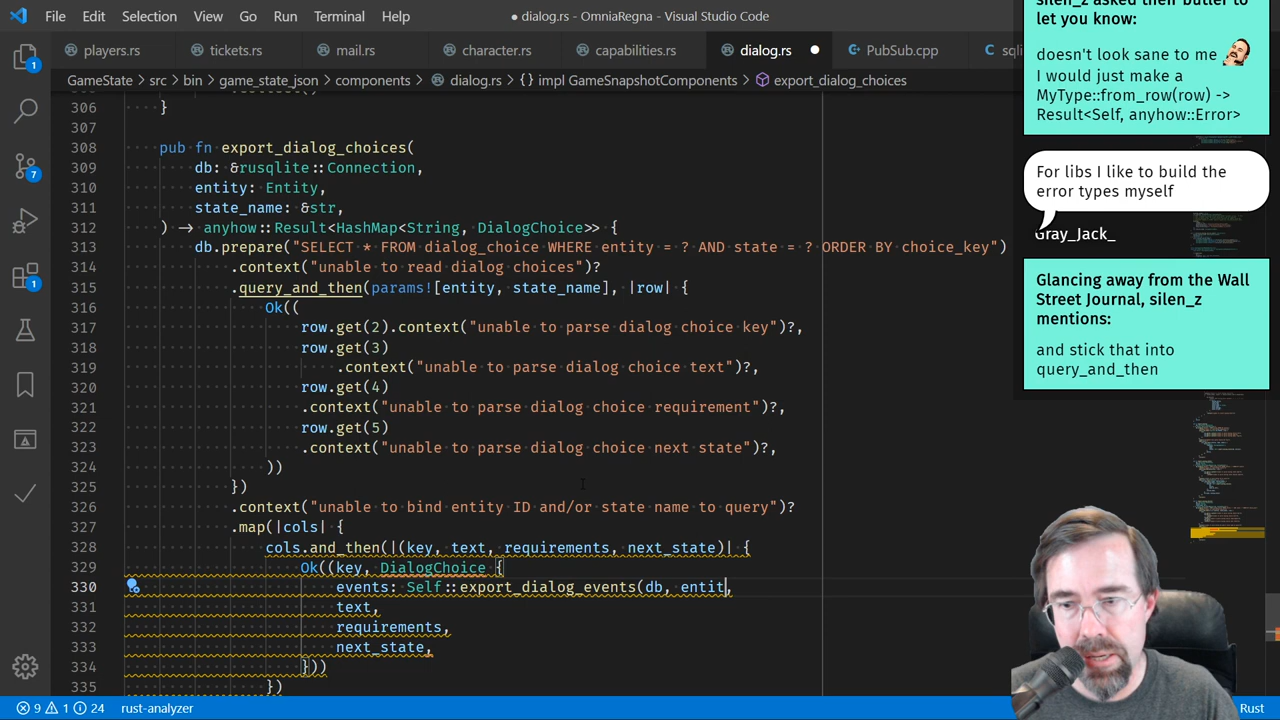 File Edit Selection View Go Run Terminal Help
● dialog.rs - OmniaRegna - Visual Studio Code
players.rs tickets.rs mail.rs character.rs capabilities.rs dialog.rs PubSub.cpp
GameState > src > bin > game_state_json > components > dialog.rs > {} impl GameSnapshotComponents > export_dialog_choices
306 }
307
308 pub fn export_dialog_choices(
309 db: &rusqlite::Connection,
310 entity: Entity,
311 state_name: &str,
312 ) -> anyhow::Result<HashMap<String, DialogChoice>> {
313 db.prepare("SELECT * FROM dialog_choice WHERE entity = ? AND state = ? ORDER BY choice_key")
314 .context("unable to read dialog choices")?
315 .query_and_then(params![entity, state_name], |row| {
316 Ok((
317 row.get(2).context("unable to parse dialog choice key")?,
318 row.get(3)
319 .context("unable to parse dialog choice text")?,
320 row.get(4)
321 .context("unable to parse dialog choice requirement")?,
322 row.get(5)
323 .context("unable to parse dialog choice next state")?,
324 ))
325 })
326 .context("unable to bind entity ID and/or state name to query")?
327 .map(|cols| {
328 cols.and_then(|(key, text, requirements, next_state)| {
329 Ok((key, DialogChoice {
330 events: Self::export_dialog_events(db, entit,
331 text,
332 requirements,
333 next_state,
334 }))
335 })
silen_z asked their butler to
let you know:
doesn't look sane to me
I would just make a
MyType::from_row(row) ->
Result<Self, anyhow::Error>
For libs I like to build the
error types myself
Gray_Jack_
Glancing away from the Wall
Street Journal, silen_z
mentions:
and stick that into
query_and_then
1
7
1
9 1 24 rust-analyzer
Rust